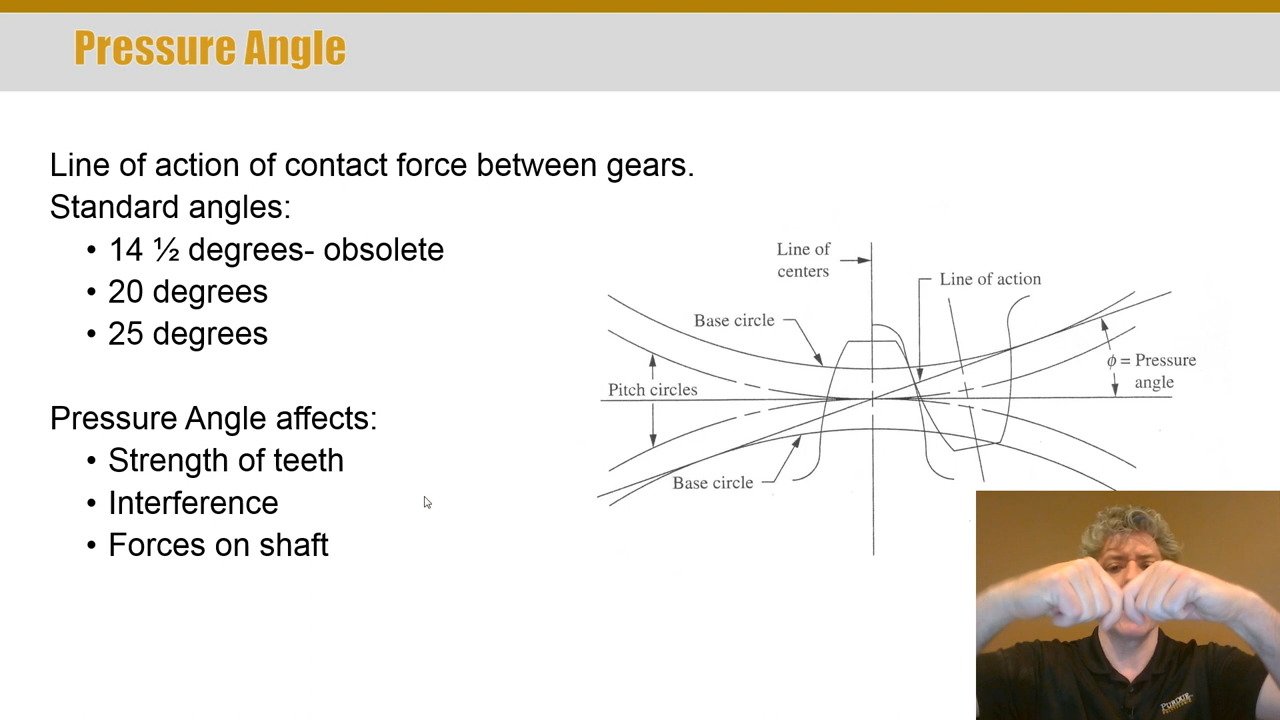 Pressure Angle
Line of action of contact force between gears.
Standard angles:
• 14 ½ degrees- obsolete
• 20 degrees
• 25 degrees
Pressure Angle affects:
• Strength of teeth
• Interference
• Forces on shaft
Line of
centers
Line of action
Base circle
ϕ = Pressure
angle
Pitch circles
Base circle
PURDUE